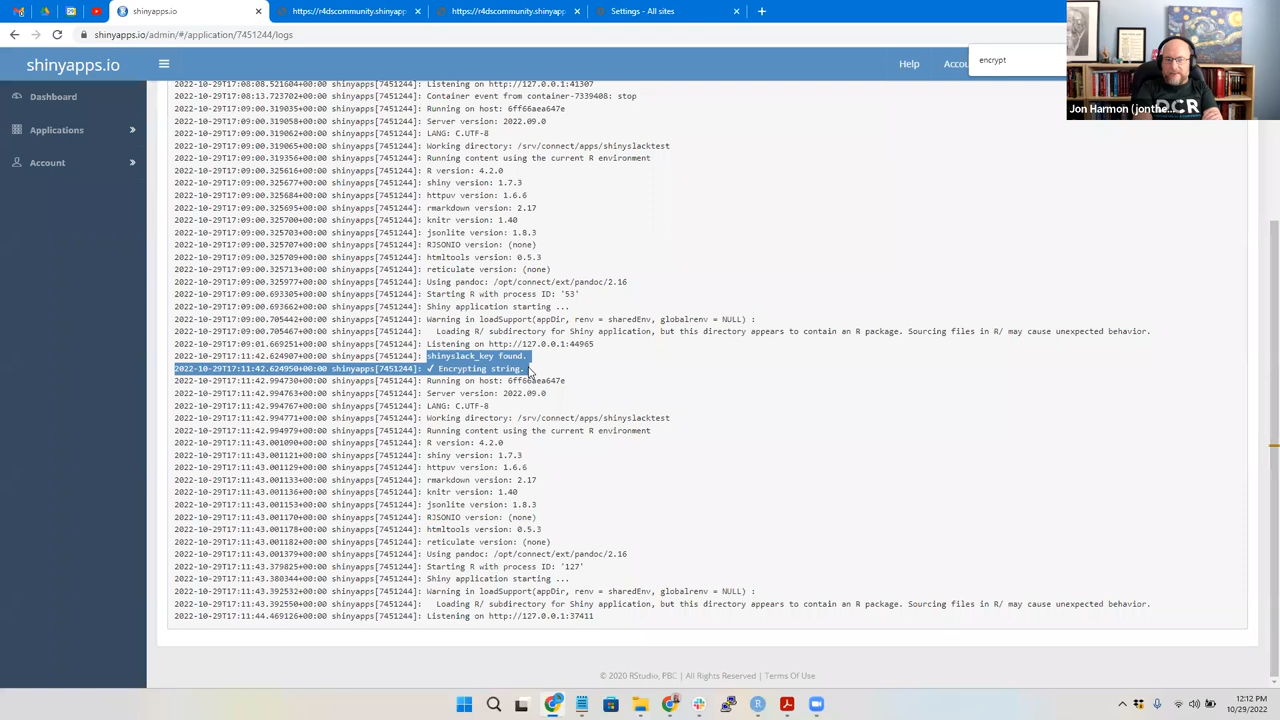 shinyapps.io
https://r4dscommunity.shinyapp
https://r4dscommunity.shinyapp
Settings - All sites
shinyapps.io/admin/#/application/7451244/logs
encrypt
shinyapps.io
Help
Accou
Dashboard
Applications
Account
2022-10-29T17:08:08.521604+00:00 shinyapps[7451244]: Listening on http://127.0.0.1:41307
2022-10-29T17:08:13.723702+00:00 shinyapps[7451244]: Container event from container-7339408: stop
2022-10-29T17:09:00.319035+00:00 shinyapps[7451244]: Running on host: 6ff66aea647e
2022-10-29T17:09:00.319058+00:00 shinyapps[7451244]: Server version: 2022.09.0
2022-10-29T17:09:00.319062+00:00 shinyapps[7451244]: LANG: C.UTF-8
2022-10-29T17:09:00.319064+00:00 shinyapps[7451244]: Working directory: /srv/connect/apps/shinyslacktest
2022-10-29T17:09:00.319356+00:00 shinyapps[7451244]: Running content using the current R environment
2022-10-29T17:09:00.325616+00:00 shinyapps[7451244]: R version: 4.2.0
2022-10-29T17:09:00.325677+00:00 shinyapps[7451244]: shiny version: 1.7.3
2022-10-29T17:09:00.325684+00:00 shinyapps[7451244]: httpuv version: 1.6.6
2022-10-29T17:09:00.325695+00:00 shinyapps[7451244]: rmarkdown version: 2.17
2022-10-29T17:09:00.325700+00:00 shinyapps[7451244]: knitr version: 1.40
2022-10-29T17:09:00.325703+00:00 shinyapps[7451244]: jsonlite version: 1.8.3
2022-10-29T17:09:00.325707+00:00 shinyapps[7451244]: RJSONIO version: (none)
2022-10-29T17:09:00.325709+00:00 shinyapps[7451244]: htmltools version: 0.5.3
2022-10-29T17:09:00.325713+00:00 shinyapps[7451244]: reticulate version: (none)
2022-10-29T17:09:00.325977+00:00 shinyapps[7451244]: Using pandoc: /opt/connect/ext/pandoc/2.16
2022-10-29T17:09:00.693305+00:00 shinyapps[7451244]: Starting R with process ID: '53'
2022-10-29T17:09:00.693662+00:00 shinyapps[7451244]: Shiny application starting ...
2022-10-29T17:09:00.705442+00:00 shinyapps[7451244]: Warning in loadSupport(appDir, renv = sharedEnv, globalrenv = NULL) :
2022-10-29T17:09:00.705467+00:00 shinyapps[7451244]: Loading R/ subdirectory for Shiny application, but this directory appears to contain an R package. Sourcing files in R/ may cause unexpected behavior.
2022-10-29T17:09:01.669251+00:00 shinyapps[7451244]: Listening on http://127.0.0.1:44965
2022-10-29T17:11:42.624907+00:00 shinyapps[7451244]: shinyslack_key found.
2022-10-29T17:11:42.624950+00:00 shinyapps[7451244]: ✓ Encrypting string.
2022-10-29T17:11:42.994730+00:00 shinyapps[7451244]: Running on host: 6ff66aea647e
2022-10-29T17:11:42.994763+00:00 shinyapps[7451244]: Server version: 2022.09.0
2022-10-29T17:11:42.994767+00:00 shinyapps[7451244]: LANG: C.UTF-8
2022-10-29T17:11:42.994771+00:00 shinyapps[7451244]: Working directory: /srv/connect/apps/shinyslacktest
2022-10-29T17:11:42.994979+00:00 shinyapps[7451244]: Running content using the current R environment
2022-10-29T17:11:43.001090+00:00 shinyapps[7451244]: R version: 4.2.0
2022-10-29T17:11:43.001121+00:00 shinyapps[7451244]: shiny version: 1.7.3
2022-10-29T17:11:43.001129+00:00 shinyapps[7451244]: httpuv version: 1.6.6
2022-10-29T17:11:43.001133+00:00 shinyapps[7451244]: rmarkdown version: 2.17
2022-10-29T17:11:43.001136+00:00 shinyapps[7451244]: knitr version: 1.40
2022-10-29T17:11:43.001153+00:00 shinyapps[7451244]: jsonlite version: 1.8.3
2022-10-29T17:11:43.001170+00:00 shinyapps[7451244]: RJSONIO version: (none)
2022-10-29T17:11:43.001178+00:00 shinyapps[7451244]: htmltools version: 0.5.3
2022-10-29T17:11:43.001182+00:00 shinyapps[7451244]: reticulate version: (none)
2022-10-29T17:11:43.001379+00:00 shinyapps[7451244]: Using pandoc: /opt/connect/ext/pandoc/2.16
2022-10-29T17:11:43.379825+00:00 shinyapps[7451244]: Starting R with process ID: '127'
2022-10-29T17:11:43.380344+00:00 shinyapps[7451244]: Shiny application starting ...
2022-10-29T17:11:43.392532+00:00 shinyapps[7451244]: Warning in loadSupport(appDir, renv = sharedEnv, globalrenv = NULL) :
2022-10-29T17:11:43.392550+00:00 shinyapps[7451244]: Loading R/ subdirectory for Shiny application, but this directory appears to contain an R package. Sourcing files in R/ may cause unexpected behavior.
2022-10-29T17:11:44.469126+00:00 shinyapps[7451244]: Listening on http://127.0.0.1:37411
© 2020 RStudio, PBC | All Rights Reserved | Terms Of Use
Jon Harmon (jonthe...
CR
12:12 PM
10/29/2022